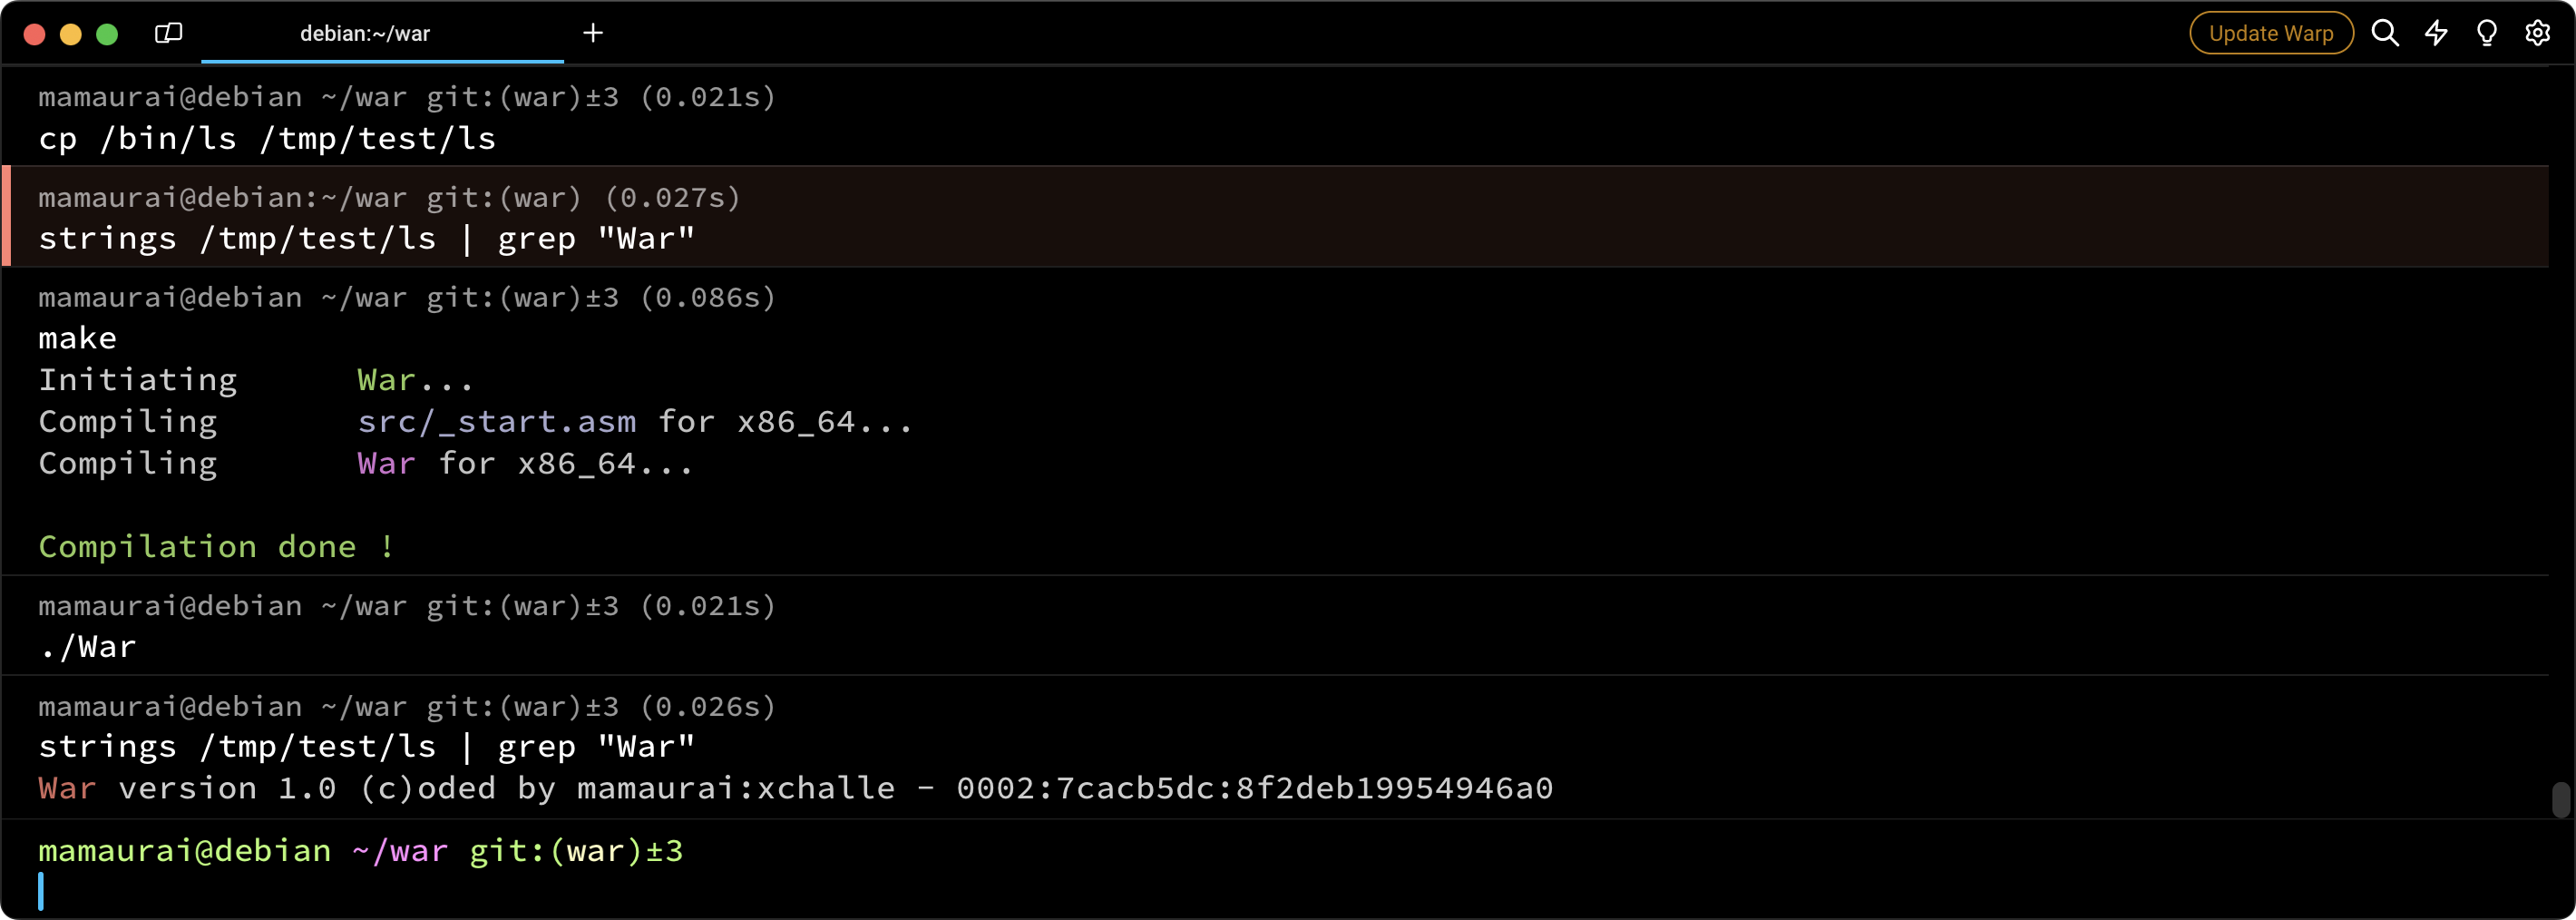 debian:~/war
Update Warp
mamaurai@debian ~/war git:(war)±3 (0.021s)
cp /bin/ls /tmp/test/ls
mamaurai@debian:~/war git:(war) (0.027s)
strings /tmp/test/ls | grep "War"
mamaurai@debian ~/war git:(war)±3 (0.086s)
make
Initiating War...
Compiling src/_start.asm for x86_64...
Compiling War for x86_64...
Compilation done !
mamaurai@debian ~/war git:(war)±3 (0.021s)
./War
mamaurai@debian ~/war git:(war)±3 (0.026s)
strings /tmp/test/ls | grep "War"
War version 1.0 (c)oded by mamaurai:xchalle - 0002:7cacb5dc:8f2deb19954946a0
mamaurai@debian ~/war git:(war)±3